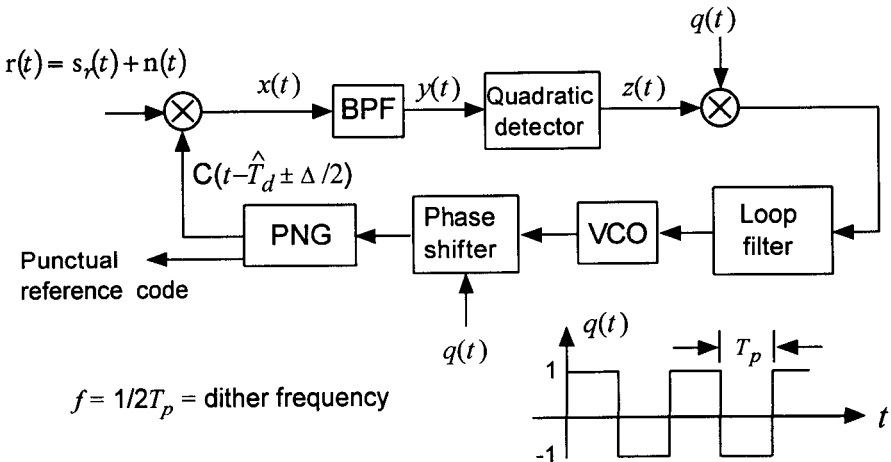 q(t)
r(t) = s_r(t) + n(t)
x(t)
BPF
y(t)
Quadratic
detector
z(t)
C(t–T̂_d ± Δ/2)
PNG
Phase
shifter
VCO
Loop
filter
Punctual
reference code
q(t)
f = 1/2T_p = dither frequency
q(t)
T_p
1
t
-1